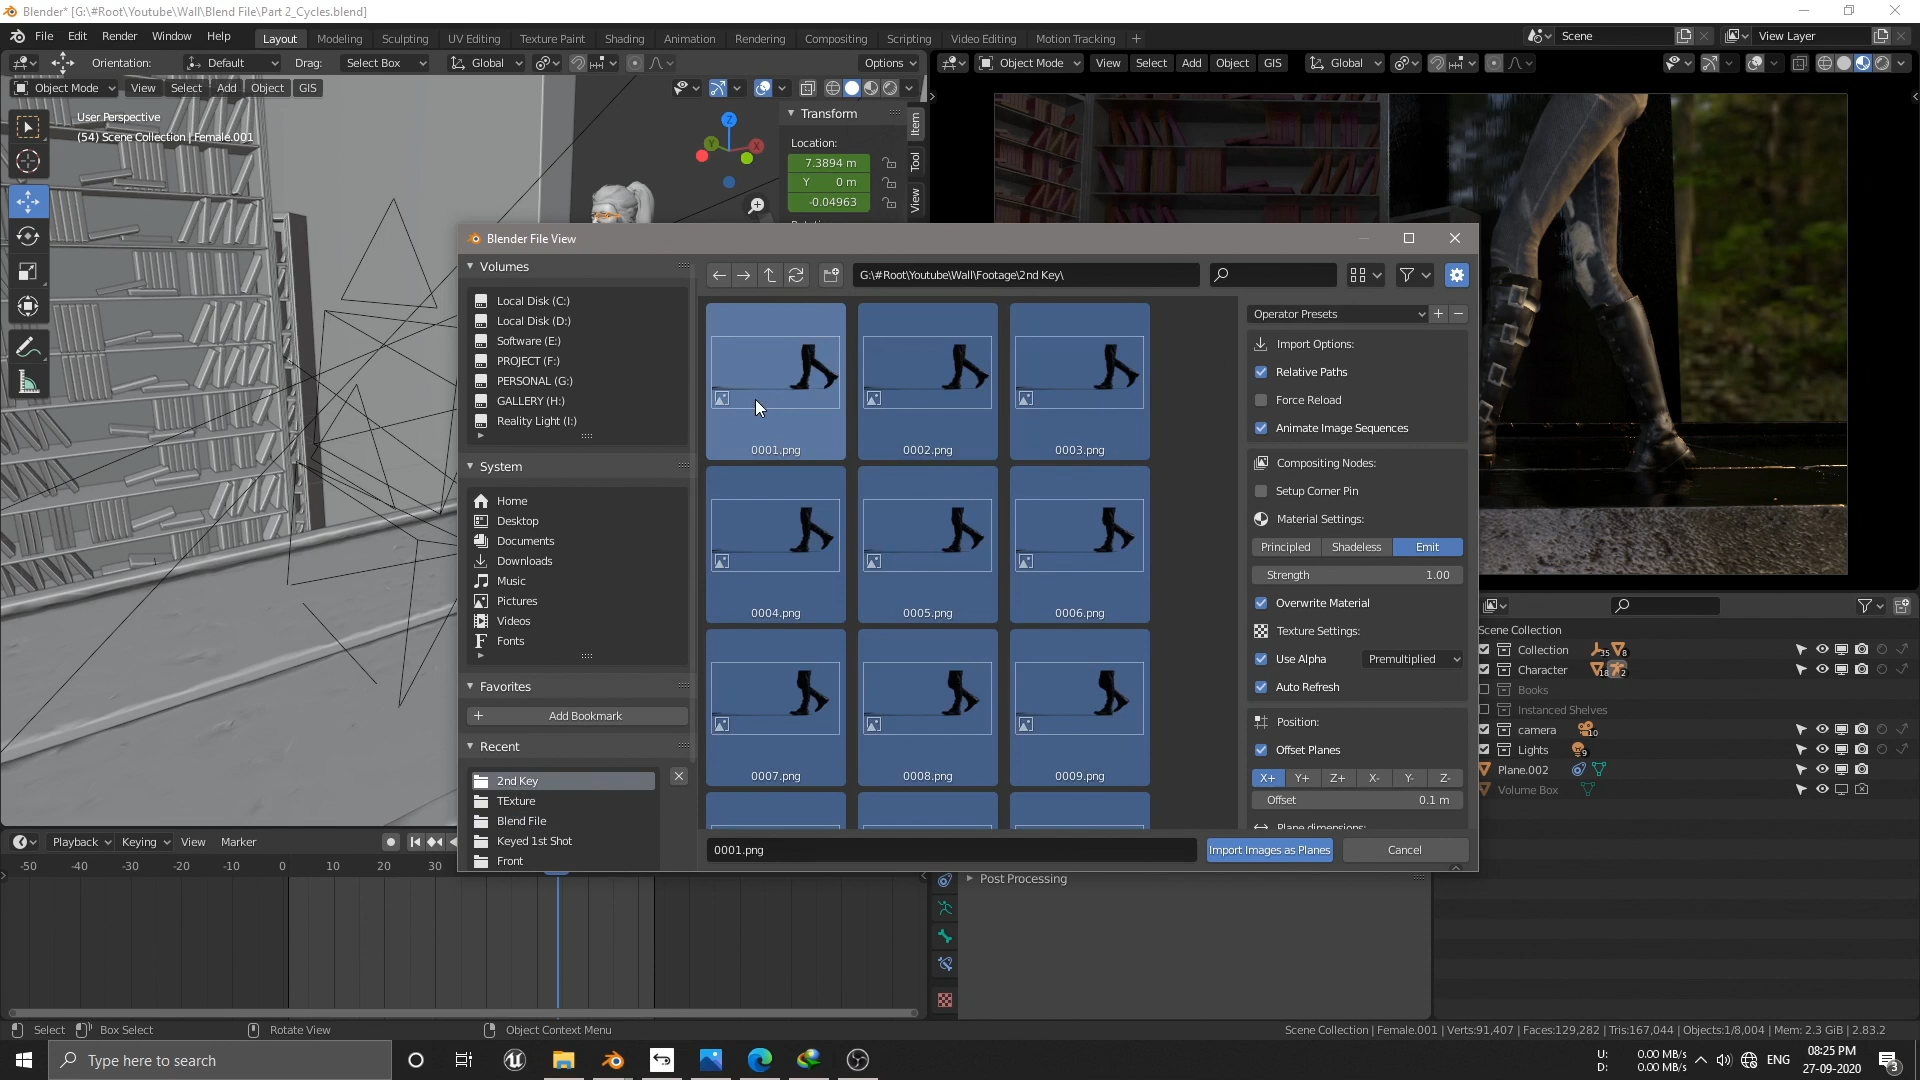 Blender* [G:\#Root\Youtube\Wall\Blend File\Part 2_Cycles.blend]
File Edit Render Window Help
Layout Modeling Sculpting UV Editing Texture Paint Shading Animation Rendering Compositing Scripting Video Editing Motion Tracking +
Scene
View Layer
Orientation: Default Drag: Select Box Global Options
Object Mode View Select Add Object GIS Global
Object Mode View Select Add Object GIS
User Perspective
(54) Scene Collection | Female.001
Transform
Location:
7.3894 m
Y 0 m
-0.04963
Item
Tool
View
Z
Y
X
Blender File View
Volumes
Local Disk (C:)
Local Disk (D:)
Software (E:)
PROJECT (F:)
PERSONAL (G:)
GALLERY (H:)
Reality Light (I:)
System
Home
Desktop
Documents
Downloads
Music
Pictures
Videos
Fonts
Favorites
+ Add Bookmark
Recent
2nd Key
TExture
Blend File
Keyed 1st Shot
Front
G:\#Root\Youtube\Wall\Footage\2nd Key\
0001.png 0002.png 0003.png
0004.png 0005.png 0006.png
0007.png 0008.png 0009.png
Operator Presets
Import Options:
Relative Paths
Force Reload
Animate Image Sequences
Compositing Nodes:
Setup Corner Pin
Material Settings:
Principled Shadeless Emit
Strength 1.00
Overwrite Material
Texture Settings:
Use Alpha Premultiplied
Auto Refresh
Position:
Offset Planes
X+ Y+ Z+ X- Y- Z-
Offset 0.1 m
Plane dimensions:
0001.png
Import Images as Planes Cancel
Scene Collection
Collection 35 8
Character 18 2
Books
Instanced Shelves
camera 10
Lights 9
Plane.002
Volume Box
Playback Keying View Marker
-50 -40 -30 -20 -10 0 10 20 30
Post Processing
Select Box Select Rotate View Object Context Menu
Scene Collection | Female.001 | Verts:91,407 | Faces:129,282 | Tris:167,044 | Objects:1/8,004 | Mem: 2.3 GiB | 2.83.2
Type here to search
U: 0.00 MB/s
D: 0.00 MB/s
ENG
08:25 PM
27-09-2020
3